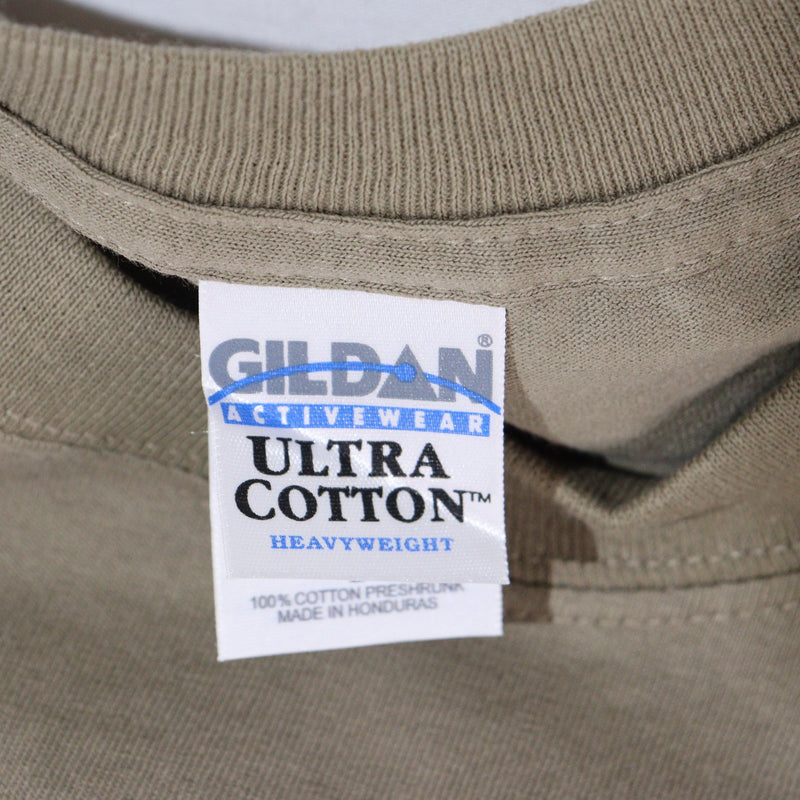 GILDAN®
ACTIVEWEAR
ULTRA
COTTON™
HEAVYWEIGHT
100% COTTON PRESHRUNK
MADE IN HONDURAS